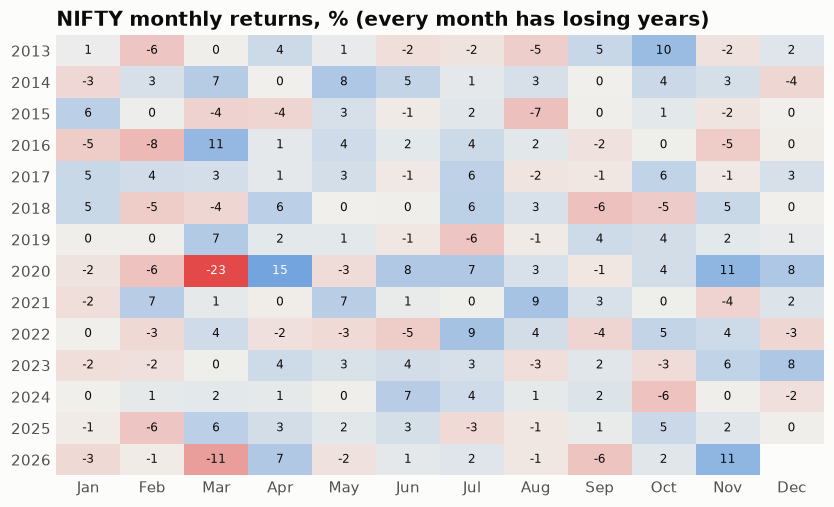 NIFTY monthly returns, % (every month has losing years)
2013 1 -6 0 4 1 -2 -2 -5 5 10 -2 2
2014 -3 3 7 0 8 5 1 3 0 4 3 -4
2015 6 0 -4 -4 3 -1 2 -7 0 1 -2 0
2016 -5 -8 11 1 4 2 4 2 -2 0 -5 0
2017 5 4 3 1 3 -1 6 -2 -1 6 -1 3
2018 5 -5 -4 6 0 0 6 3 -6 -5 5 0
2019 0 0 7 2 1 -1 -6 -1 4 4 2 1
2020 -2 -6 -23 15 -3 8 7 3 -1 4 11 8
2021 -2 7 1 0 7 1 0 9 3 0 -4 2
2022 0 -3 4 -2 -3 -5 9 4 -4 5 4 -3
2023 -2 -2 0 4 3 4 3 -3 2 -3 6 8
2024 0 1 2 1 0 7 4 1 2 -6 0 -2
2025 -1 -6 6 3 2 3 -3 -1 1 5 2 0
2026 -3 -1 -11 7 -2 1 2 -1 -6 2 11
Jan Feb Mar Apr May Jun Jul Aug Sep Oct Nov Dec